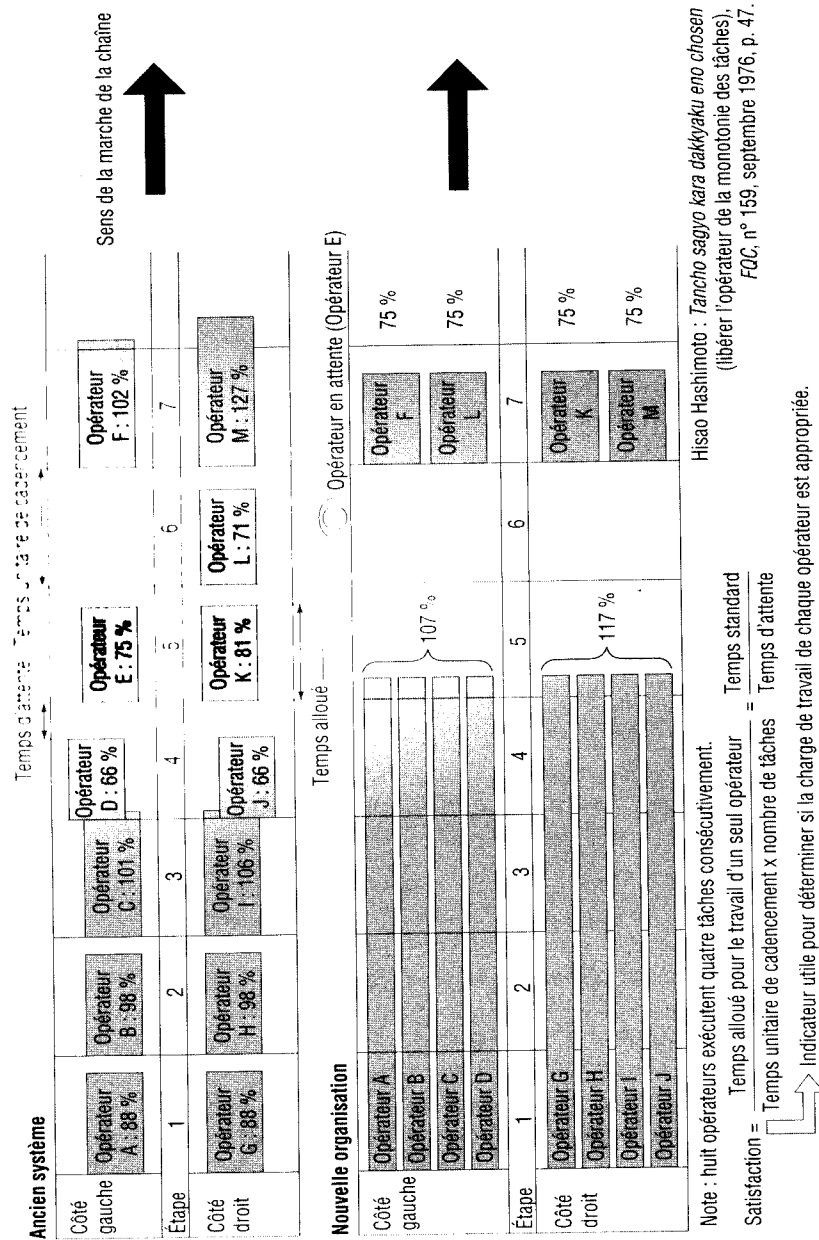 Ancien système
Temps d'attente Temps unitaire de cadencement
Sens de la marche de la chaîne
Côté
gauche
Opérateur
A : 88 %
Opérateur
B : 98 %
Opérateur
C : 101 %
Opérateur
D : 66 %
Opérateur
E : 75 %
Opérateur
F : 102 %
Étape
1
2
3
4
5
6
7
Côté
droit
Opérateur
G : 88 %
Opérateur
H : 98 %
Opérateur
I : 106 %
Opérateur
J : 66 %
Opérateur
K : 81 %
Opérateur
L : 71 %
Opérateur
M : 127 %
Temps alloué
Nouvelle organisation
Opérateur en attente (Opérateur E)
Côté
gauche
Opérateur A
Opérateur B
Opérateur C
Opérateur D
107 %
Opérateur
F
75 %
Opérateur
L
75 %
Étape
1
2
3
4
5
6
7
Côté
droit
Opérateur G
Opérateur H
Opérateur I
Opérateur J
117 %
Opérateur
K
75 %
Opérateur
M
75 %
Note : huit opérateurs exécutent quatre tâches consécutivement.
Satisfaction = Temps alloué pour le travail d'un seul opérateur = Temps standard
Temps unitaire de cadencement x nombre de tâches Temps d'attente
Indicateur utile pour déterminer si la charge de travail de chaque opérateur est appropriée.
Hisao Hashimoto : Tancho sagyo kara dakkyaku eno chosen
(libérer l'opérateur de la monotonie des tâches),
FQC, n° 159, septembre 1976, p. 47.